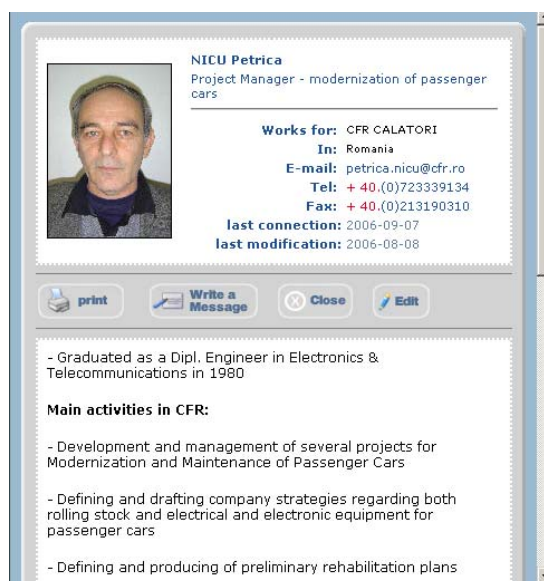 NICU Petrica
Project Manager - modernization of passenger
cars
Works for: CFR CALATORI
In: Romania
E-mail: petrica.nicu@cfr.ro
Tel: + 40.(0)723339134
Fax: + 40.(0)213190310
last connection: 2006-09-07
last modification: 2006-08-08
print
Write a
Message
Close
Edit
- Graduated as a Dipl. Engineer in Electronics &
Telecommunications in 1980
Main activities in CFR:
- Development and management of several projects for
Modernization and Maintenance of Passenger Cars
- Defining and drafting company strategies regarding both
rolling stock and electrical and electronic equipment for
passenger cars
- Defining and producing of preliminary rehabilitation plans